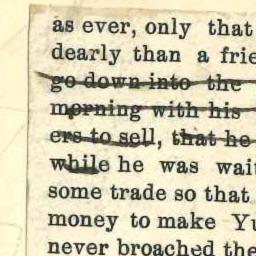 as ever, only that
dearly than a frie
go down into the
morning with his
ers to sell, that he
while he was wait
some trade so that
money to make Yu
never broached the